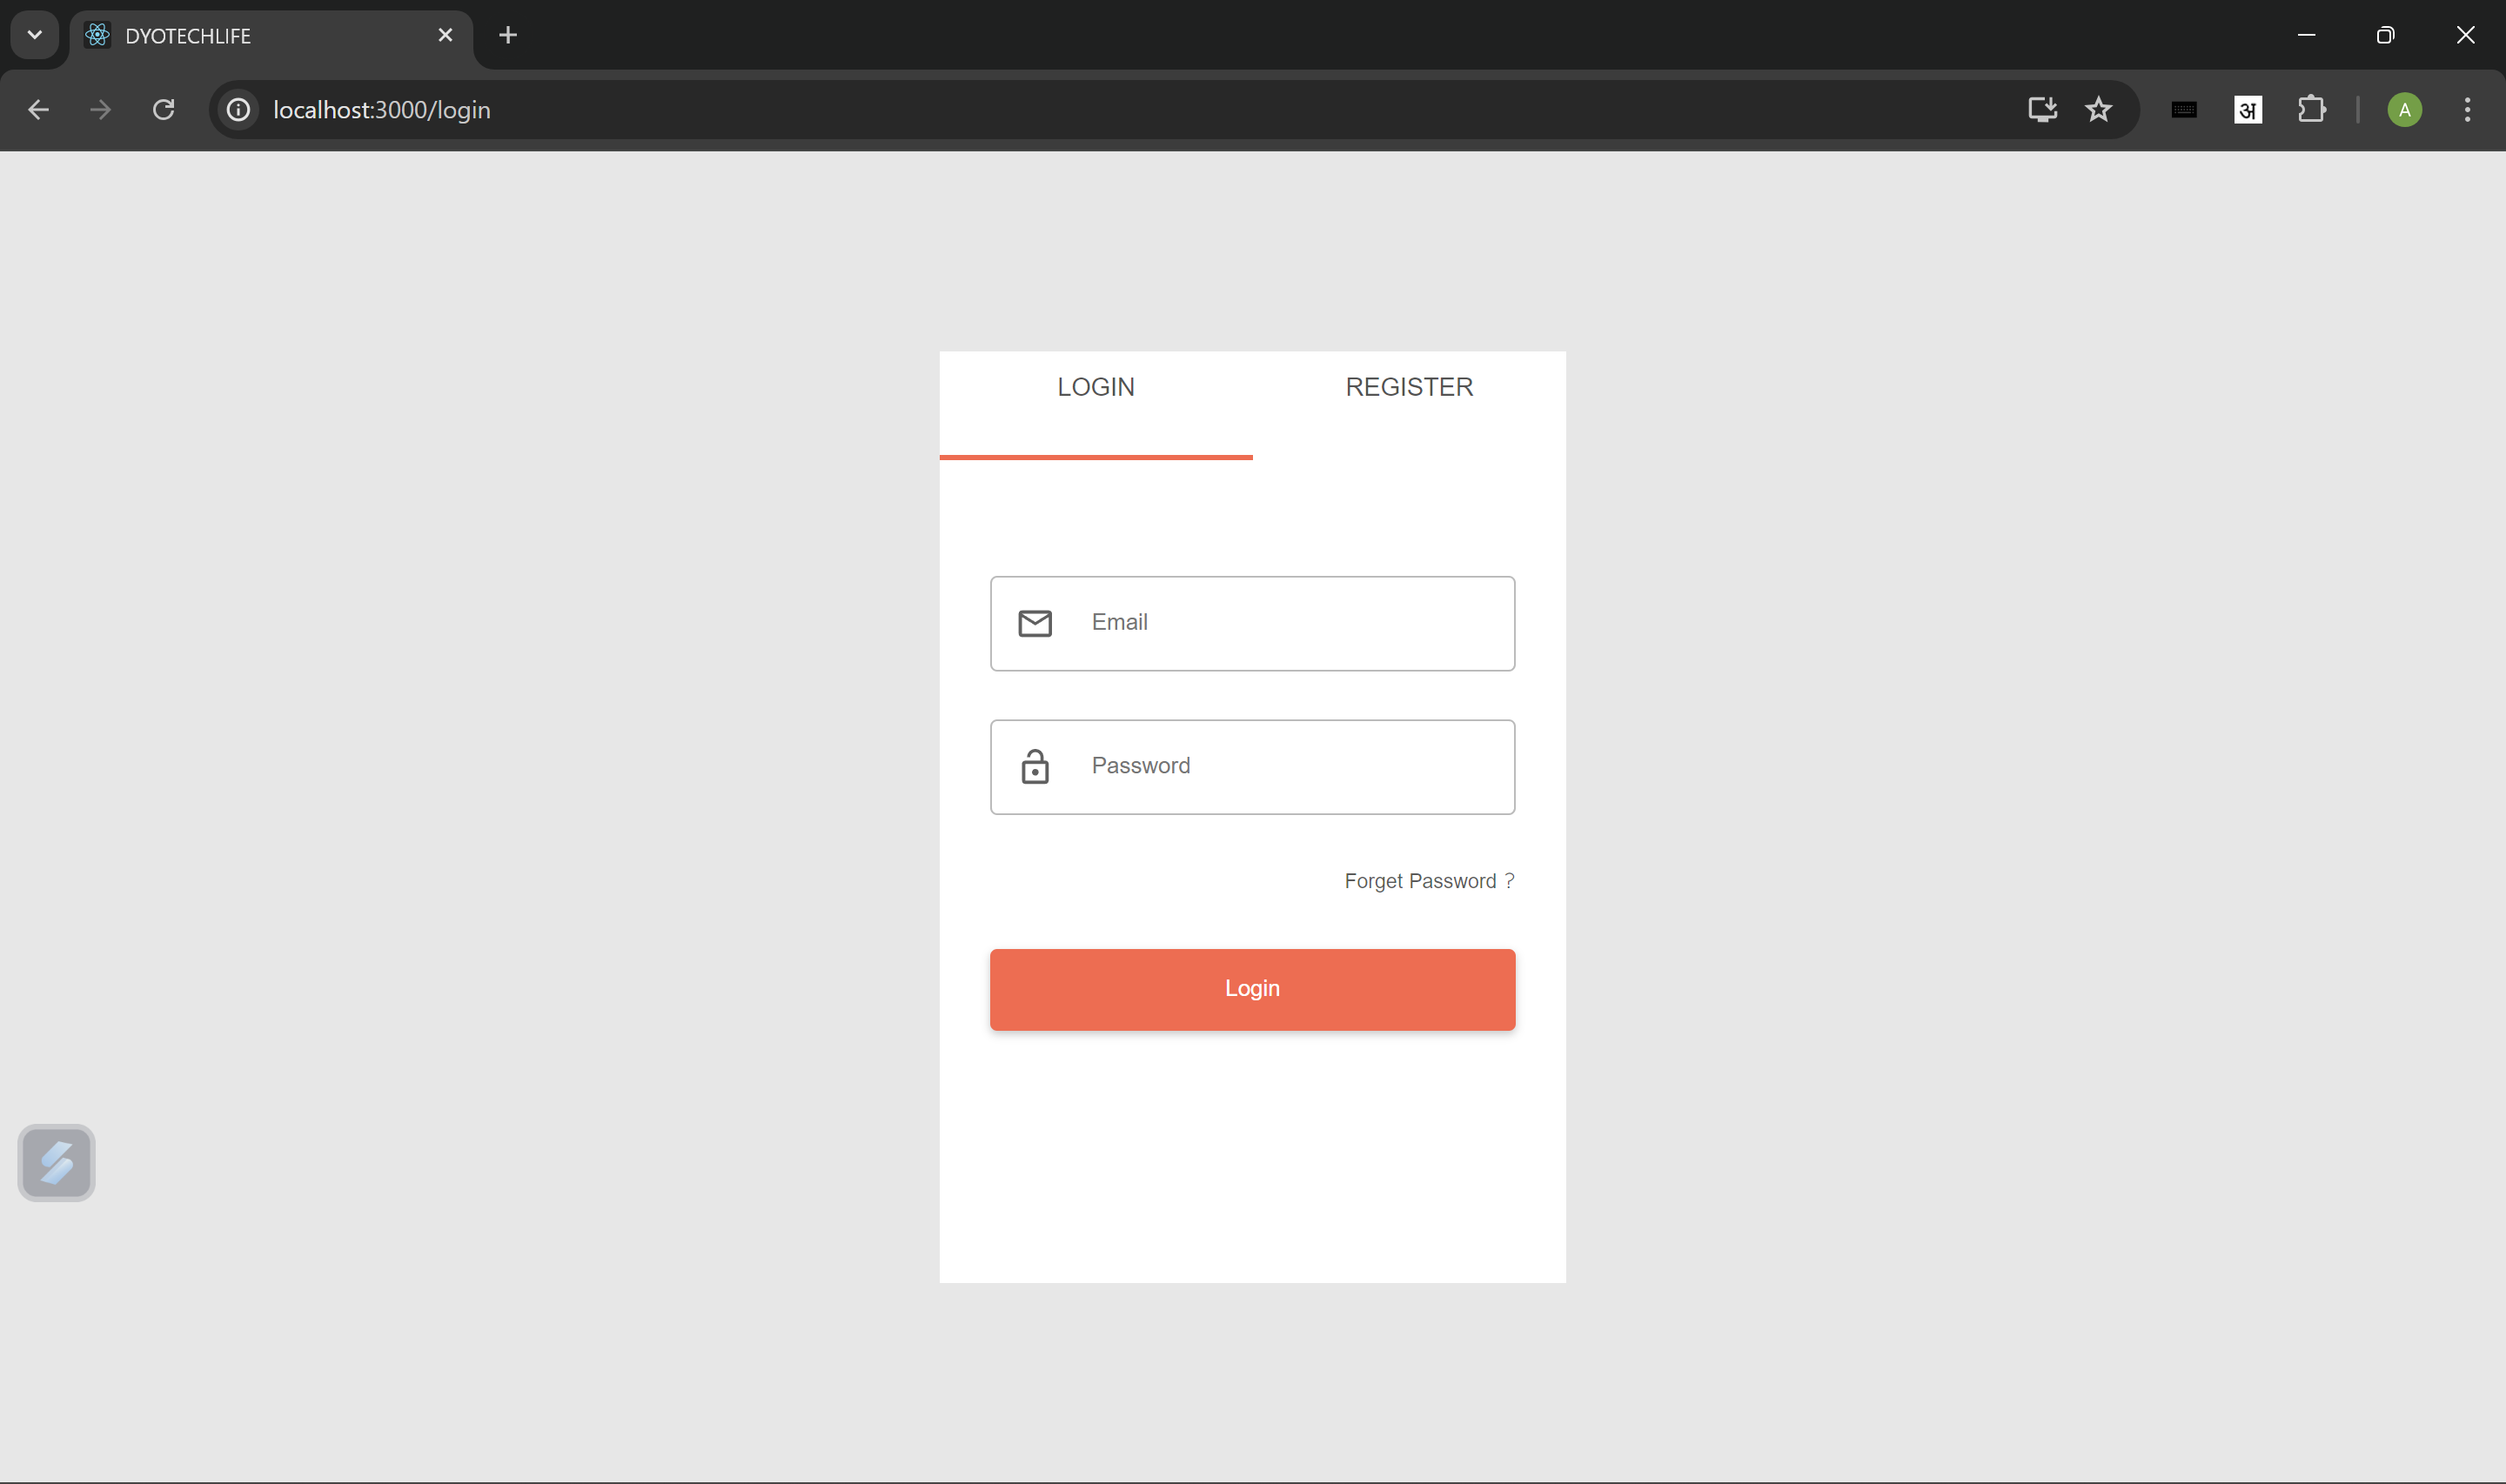 DYOTECHLIFE
localhost:3000/login
अ
A
LOGIN REGISTER
Email
Password
Forget Password ?
Login